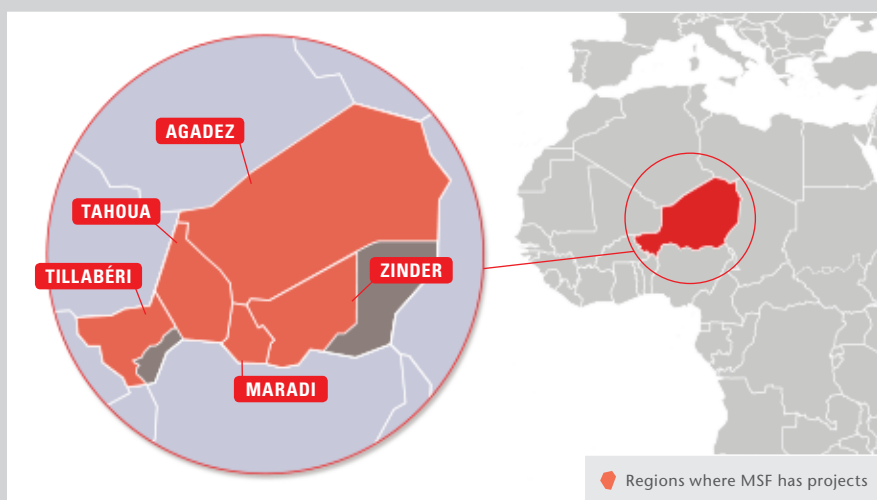 AGADEZ
TAHOUA
TILLABÉRI
ZINDER
MARADI
Regions where MSF has projects